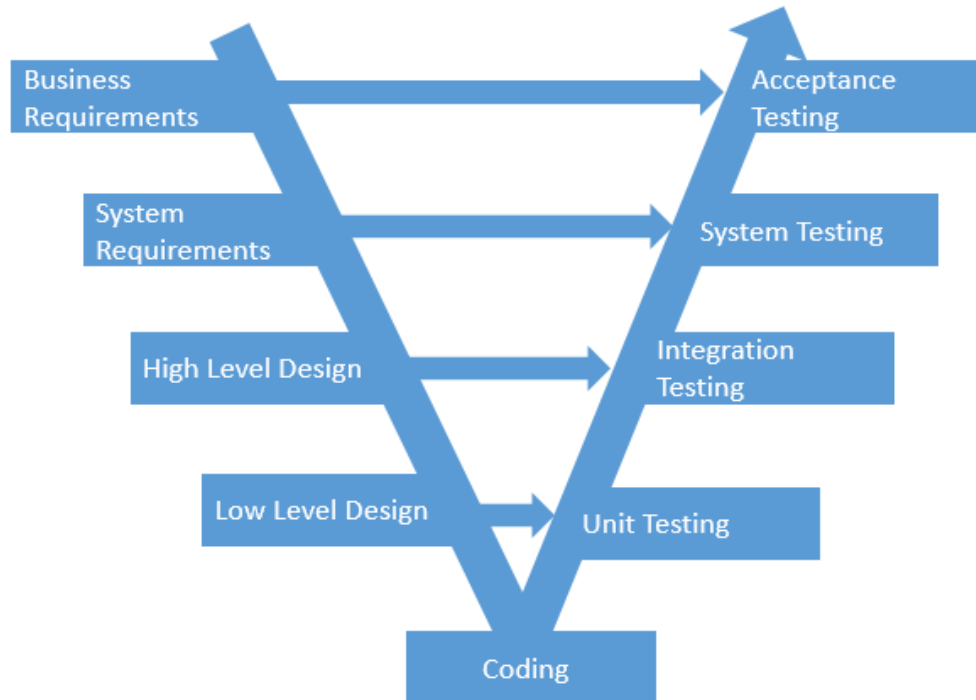 Business
Requirements
Acceptance
Testing
System
Requirements
System Testing
High Level Design
Integration
Testing
Low Level Design
Unit Testing
Coding